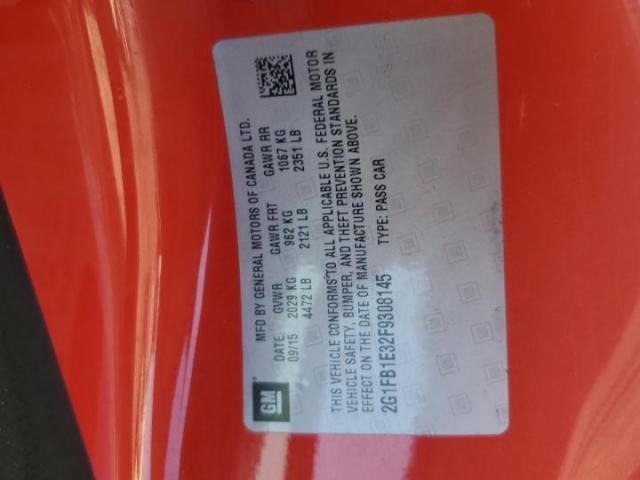 GM
MFD BY GENERAL MOTORS OF CANADA LTD.
DATE GVWR GAWR FRT GAWR RR
09/15 2029 KG 962 KG 1067 KG
4472 LB 2121 LB 2351 LB
THIS VEHICLE CONFORMS TO ALL APPLICABLE U.S. FEDERAL MOTOR
VEHICLE SAFETY, BUMPER, AND THEFT PREVENTION STANDARDS IN
EFFECT ON THE DATE OF MANUFACTURE SHOWN ABOVE.
2G1FB1E32F9308145 TYPE: PASS CAR